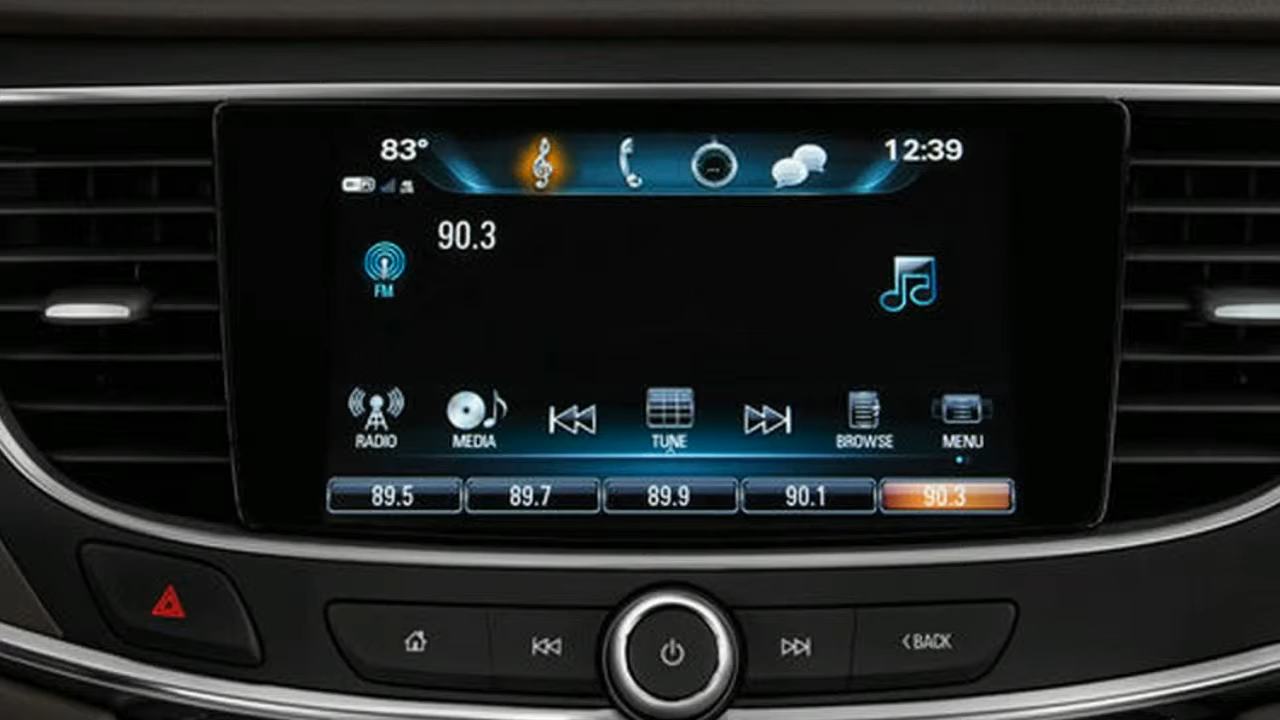 83° 12:39
90.3
FM
RADIO MEDIA TUNE BROWSE MENU
89.5 89.7 89.9 90.1 90.3
<BACK